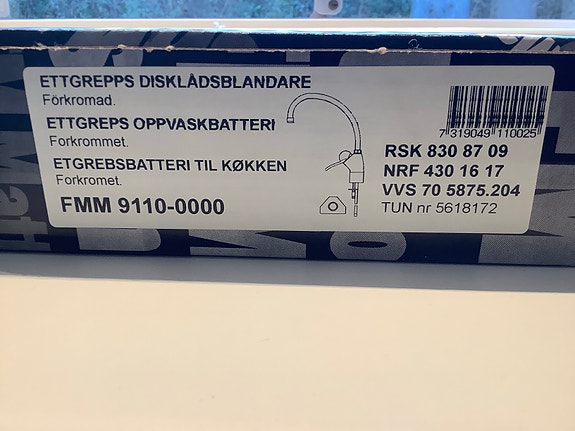 ETTGREPPS DISKLÅDSBLANDARE
Förkromad.
ETTGREPS OPPVASKBATTERI
Forkrommet.
ETGREBSBATTERI TIL KØKKEN
Forkromet.
FMM 9110-0000
7 319049 110025
RSK 830 87 09
NRF 430 16 17
VVS 70 5875.204
TUN nr 5618172